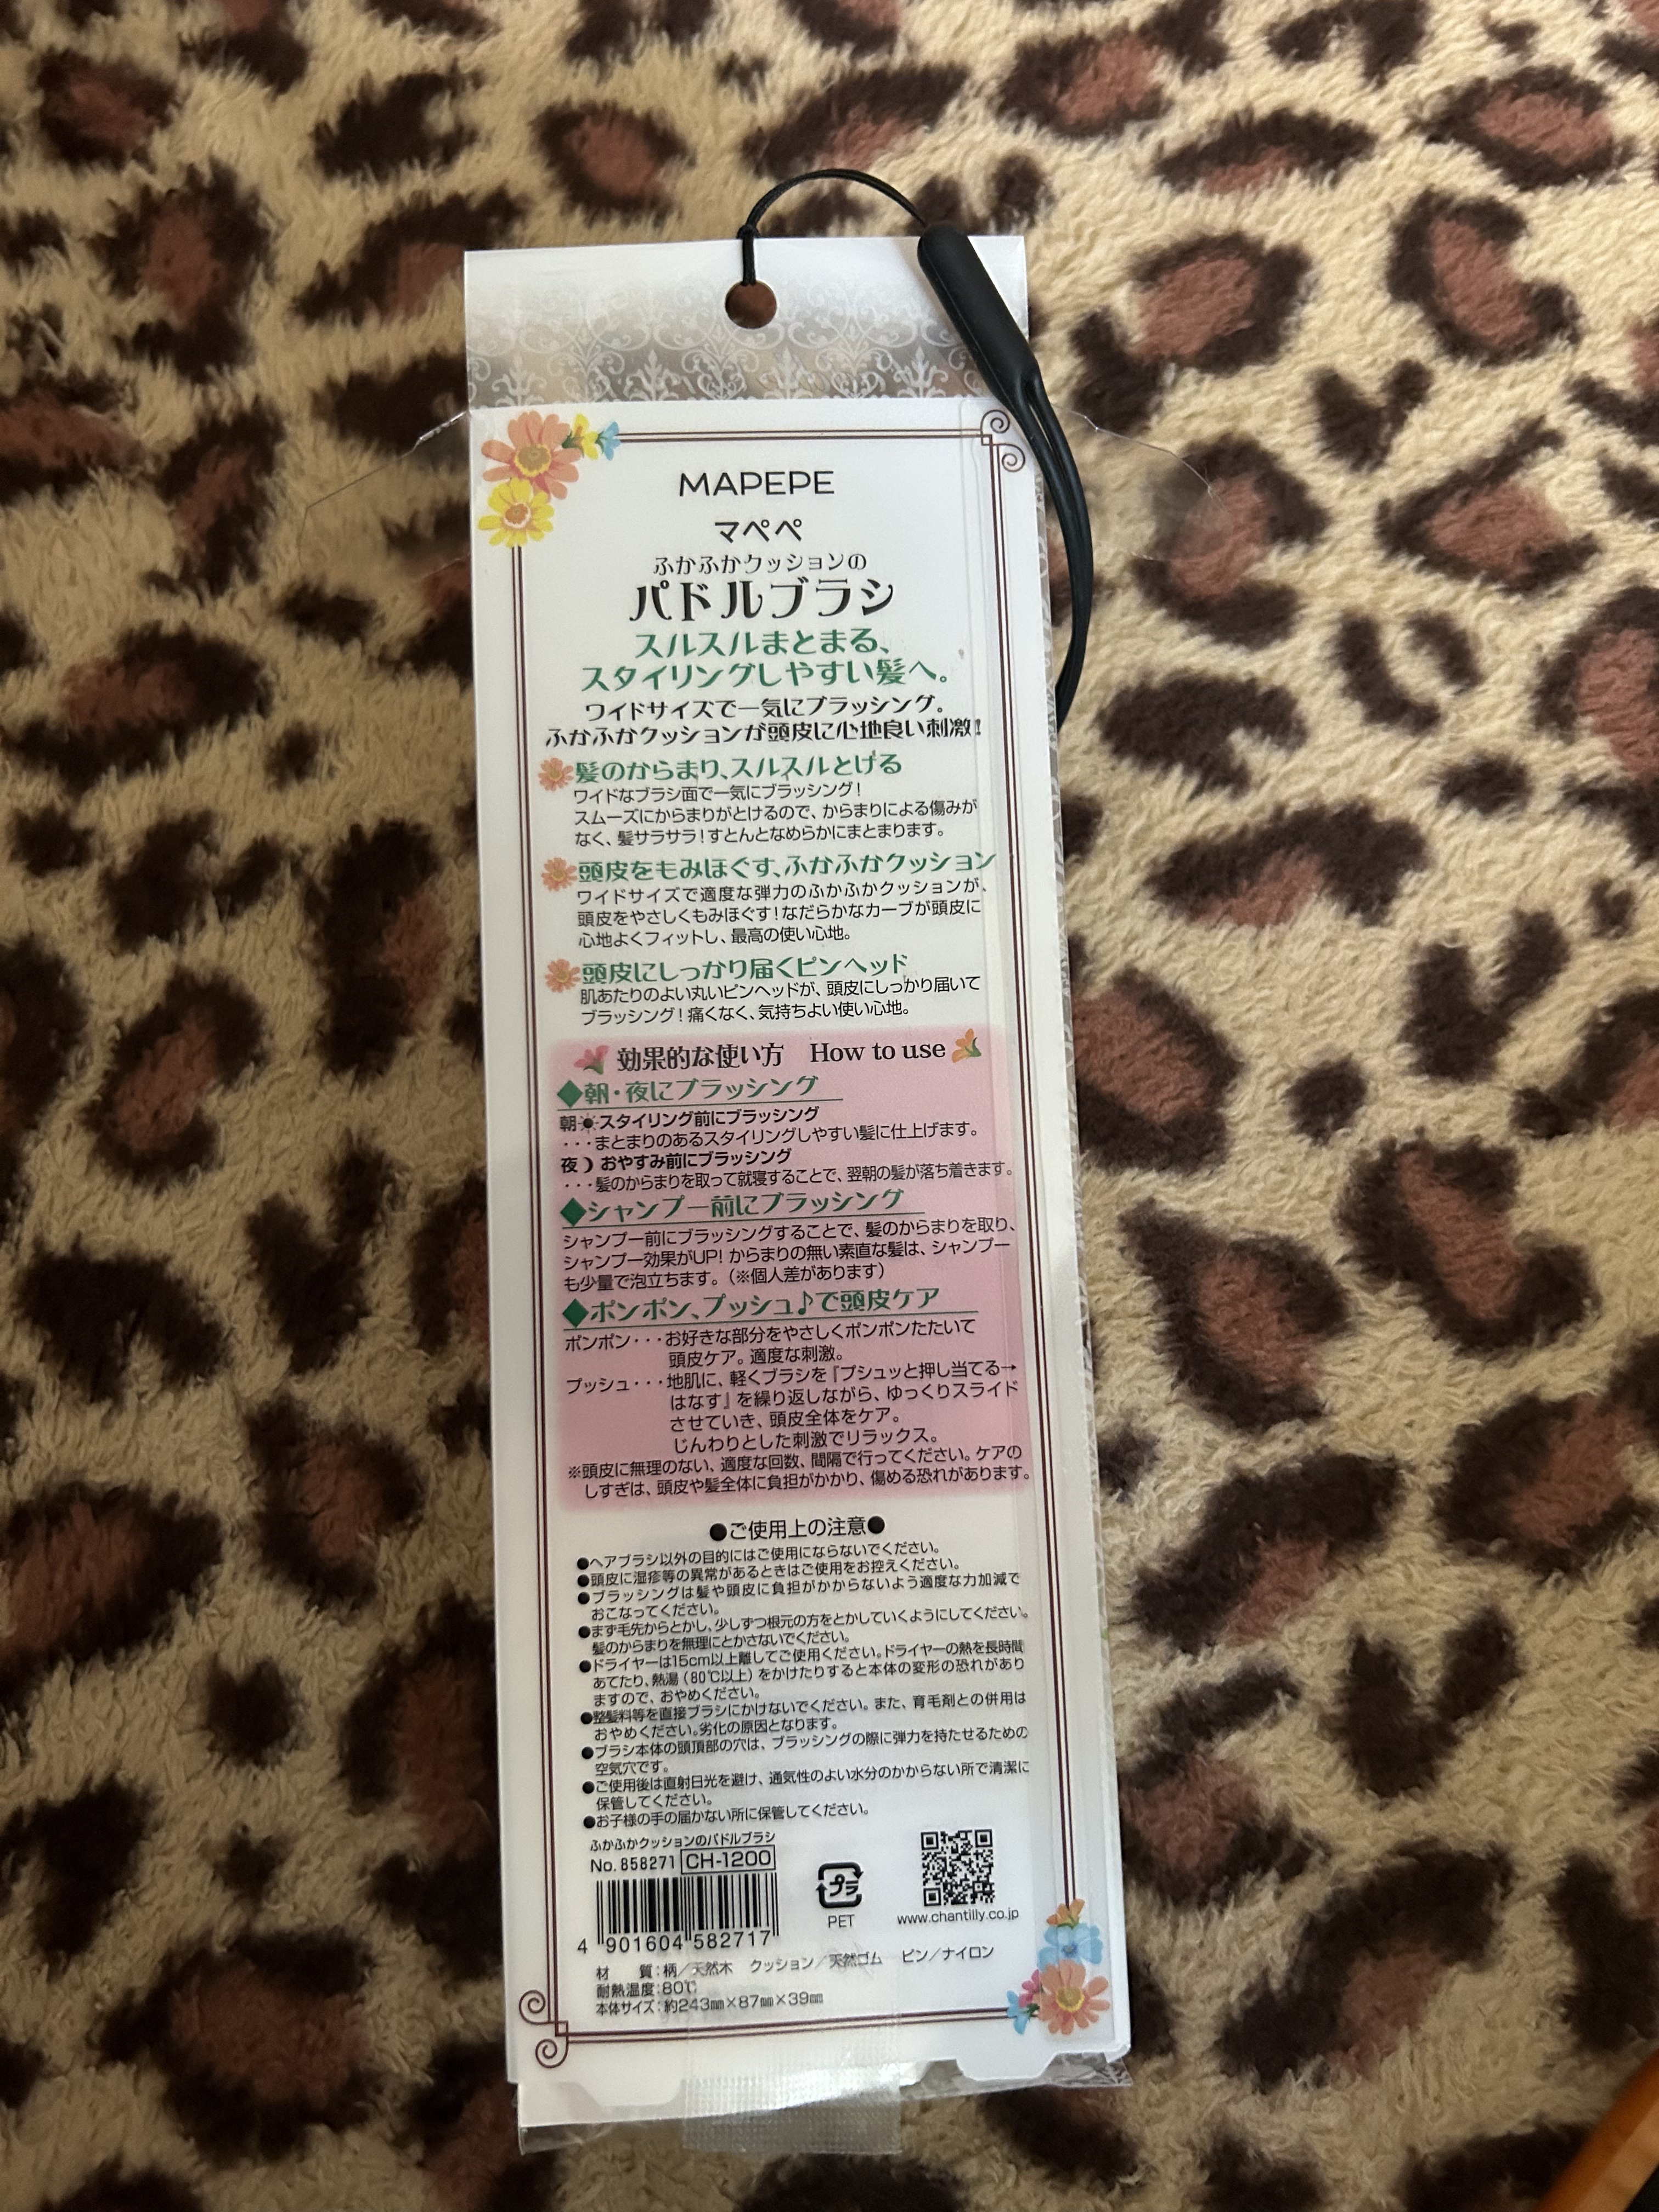 MAPEPE
マペペ
ふかふかクッションの
パドルブラシ
スルスルまとまる、
スタイリングしやすい髪へ。
ワイドサイズで一気にブラッシング。
ふかふかクッションが頭皮に心地良い刺激!
髪のからまり、スルスルとける
ワイドなブラシ面で一気にブラッシング!
スムーズにからまりがとけるので、からまりによる傷みが
なく、髪サラサラ!すとんとなめらかにまとまります。
頭皮をもみほぐす、ふかふかクッション
ワイドサイズで適度な弾力のふかふかクッションが、
頭皮をやさしくもみほぐす!なだらかなカーブが頭皮に
心地よくフィットし、最高の使い心地。
頭皮にしっかり届くピンヘッド
肌あたりのよい丸いピンヘッドが、頭皮にしっかり届いて
ブラッシング!痛くなく、気持ちよい使い心地。
効果的な使い方 How to use
◆朝・夜にブラッシング
朝 スタイリング前にブラッシング
・・・まとまりのあるスタイリングしやすい髪に仕上げます。
夜 おやすみ前にブラッシング
・・・髪のからまりを取って就寝することで、翌朝の髪が落ち着きます。
◆シャンプー前にブラッシング
シャンプー前にブラッシングすることで、髪のからまりを取り、
シャンプー効果がUP! からまりの無い素直な髪は、シャンプー
も少量で泡立ちます。(※個人差があります)
◆ポンポン、プッシュ♪で頭皮ケア
ポンポン・・・お好きな部分をやさしくポンポンたたいて
頭皮ケア。適度な刺激。
プッシュ・・・地肌に、軽くブラシを『プシュッと押し当てる→
はなす』を繰り返しながら、ゆっくりスライド
させていき、頭皮全体をケア。
じんわりとした刺激でリラックス。
※頭皮に無理のない、適度な回数、間隔で行ってください。ケアの
しすぎは、頭皮や髪全体に負担がかかり、傷める恐れがあります。
●ご使用上の注意●
●ヘアブラシ以外の目的にはご使用にならないでください。
●頭皮に湿疹等の異常があるときはご使用をお控えください。
●ブラッシングは髪や頭皮に負担がかからないよう適度な力加減で
おこなってください。
●まず毛先からとかし、少しずつ根元の方をとかしていくようにしてください。
髪のからまりを無理にとかさないでください。
●ドライヤーは15cm以上離してご使用ください。ドライヤーの熱を長時間
あてたり、熱湯(80℃以上)をかけたりすると本体の変形の恐れがあり
ますので、おやめください。
●整髪料等を直接ブラシにかけないでください。また、育毛剤との併用は
おやめください。劣化の原因となります。
●ブラシ本体の頭頂部の穴は、ブラッシングの際に弾力を持たせるための
空気穴です。
●ご使用後は直射日光を避け、通気性のよい水分のかからない所で清潔に
保管してください。
●お子様の手の届かない所に保管してください。
ふかふかクッションのパドルブラシ
No.858271 CH-1200
4 901604 582717
プラ
PET
www.chantilly.co.jp
材 質:柄/天然木 クッション/天然ゴム ピン/ナイロン
耐熱温度:80℃
本体サイズ:約243㎜×87㎜×39㎜